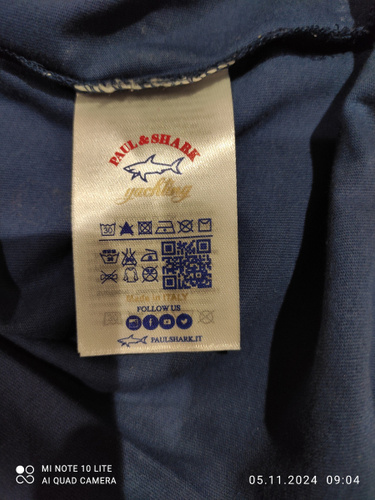 PAUL & SHARK
yachting
30
Made in ITALY
FOLLOW US
PAULSHARK.IT
MI NOTE 10 LITE
AI QUAD CAMERA
05.11.2024 09:04